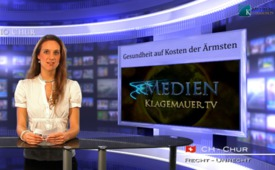 Gesundheit auf Kosten der Ärmsten
MEDIEN
KLAGEMAUER.TV
CH - CHUR
RECHT - UNRECHT